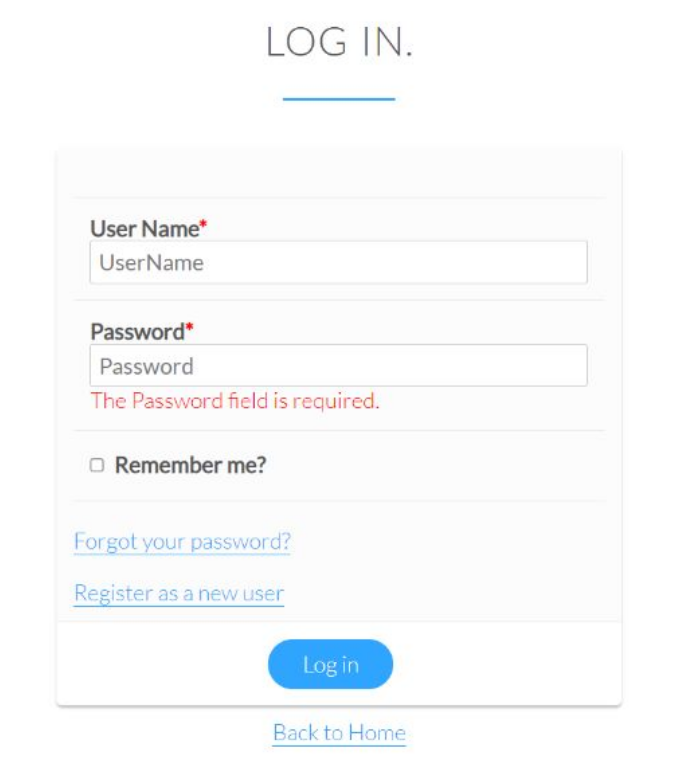 LOG IN.
User Name*
UserName
Password*
Password
The Password field is required.
Remember me?
Forgot your password?
Register as a new user
Log in
Back to Home